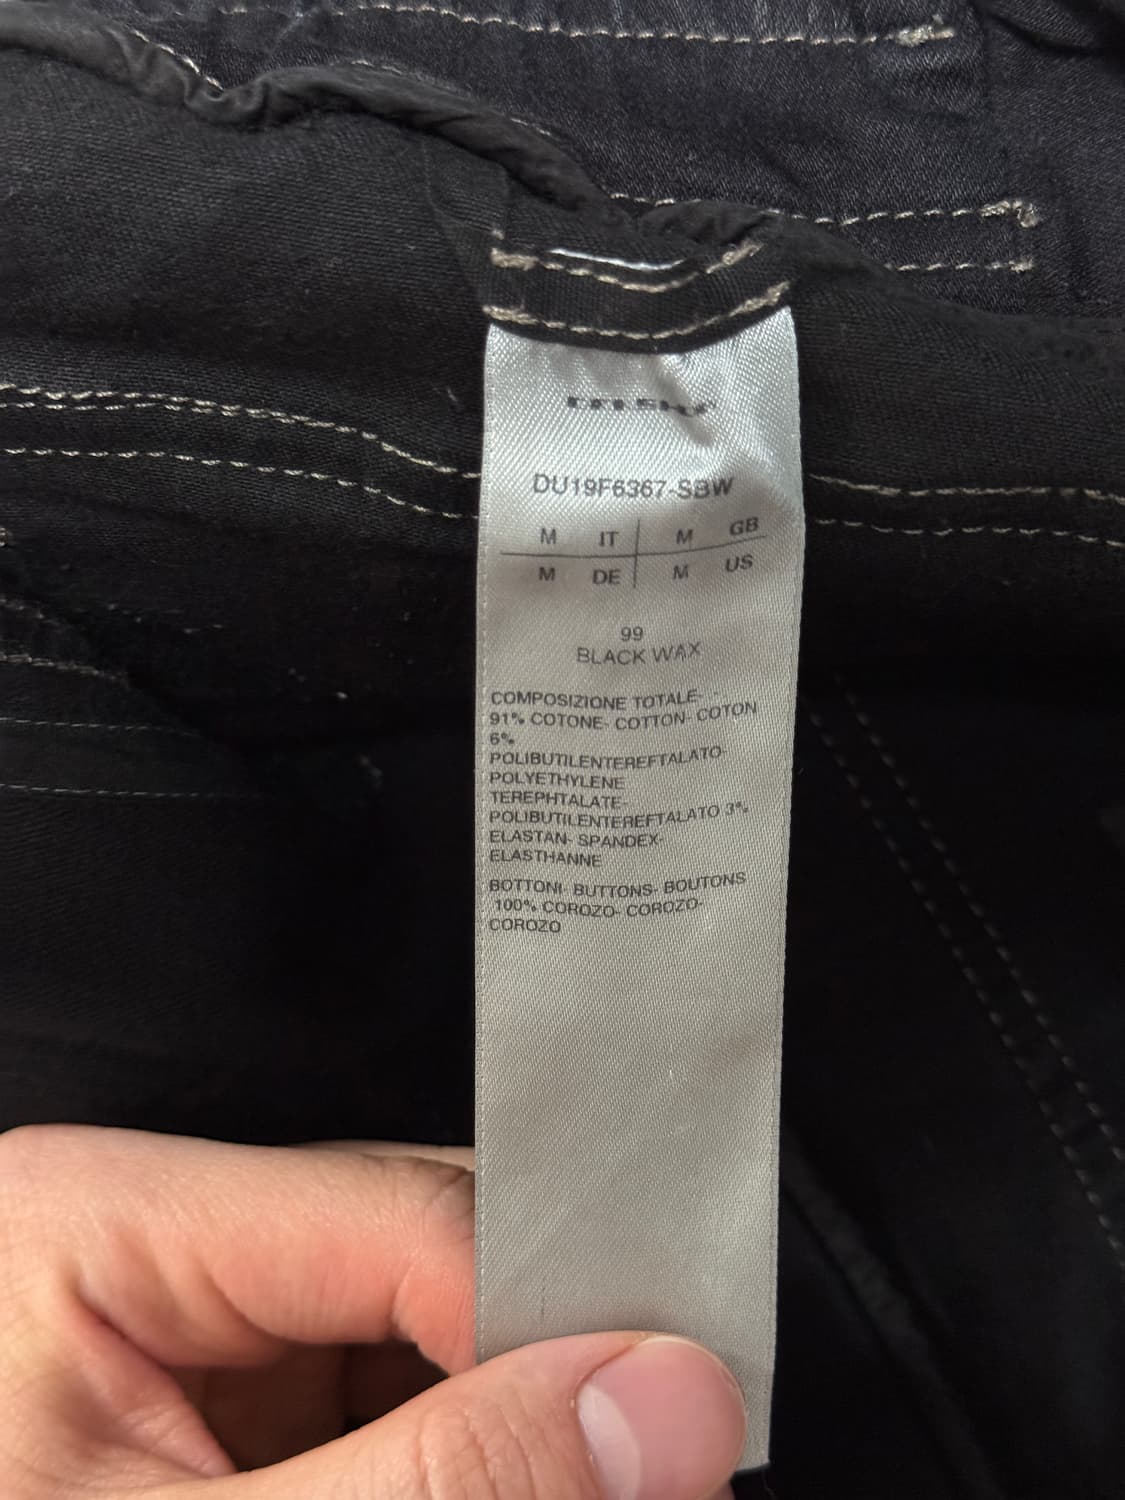 DRKSHDW
DU19F6367-SBW
M IT M GB
M DE M US
99
BLACK WAX
COMPOSIZIONE TOTALE- -
91% COTONE- COTTON- COTON
6%
POLIBUTILENTEREFTALATO-
POLYETHYLENE
TEREPHTALATE-
POLIBUTILENTEREFTALATO 3%
ELASTAN- SPANDEX-
ELASTHANNE
BOTTONI- BUTTONS- BOUTONS
100% COROZO- COROZO-
COROZO